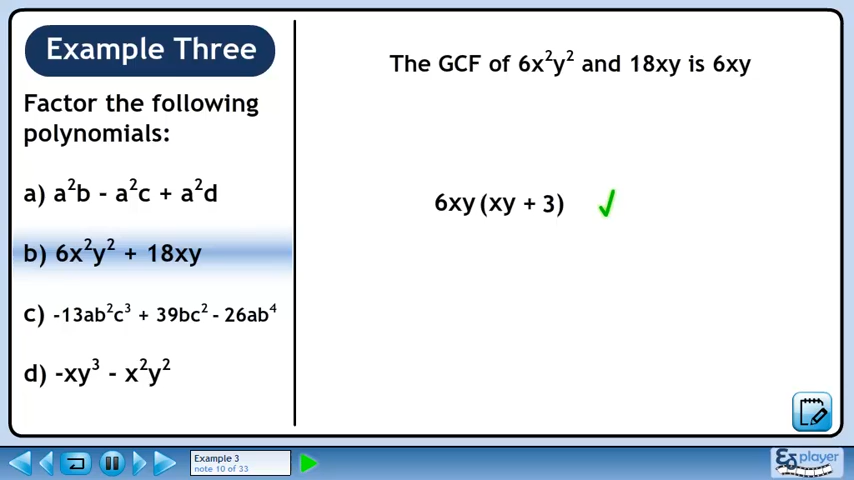 Example Three
Factor the following
polynomials:
a) a²b - a²c + a²d
b) 6x²y² + 18xy
c) -13ab²c³ + 39bc² - 26ab⁴
d) -xy³ - x²y²
The GCF of 6x²y² and 18xy is 6xy
6xy (xy + 3) ✓
Example 3
note 10 of 33
player